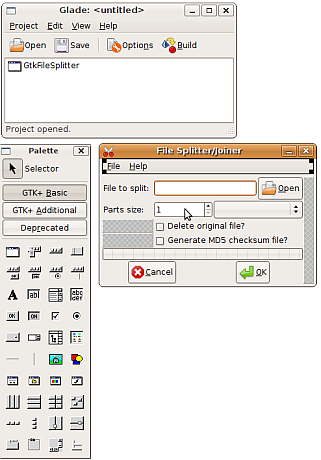 Glade: <untitled>
Project Edit View Help
Open Save Options Build
GtkFileSplitter
Project opened.
Palette
Selector
GTK+ Basic
GTK+ Additional
Deprecated
File Splitter/Joiner
File Help
File to split: Open
Parts size: 1
Delete original file?
Generate MD5 checksum file?
Cancel OK